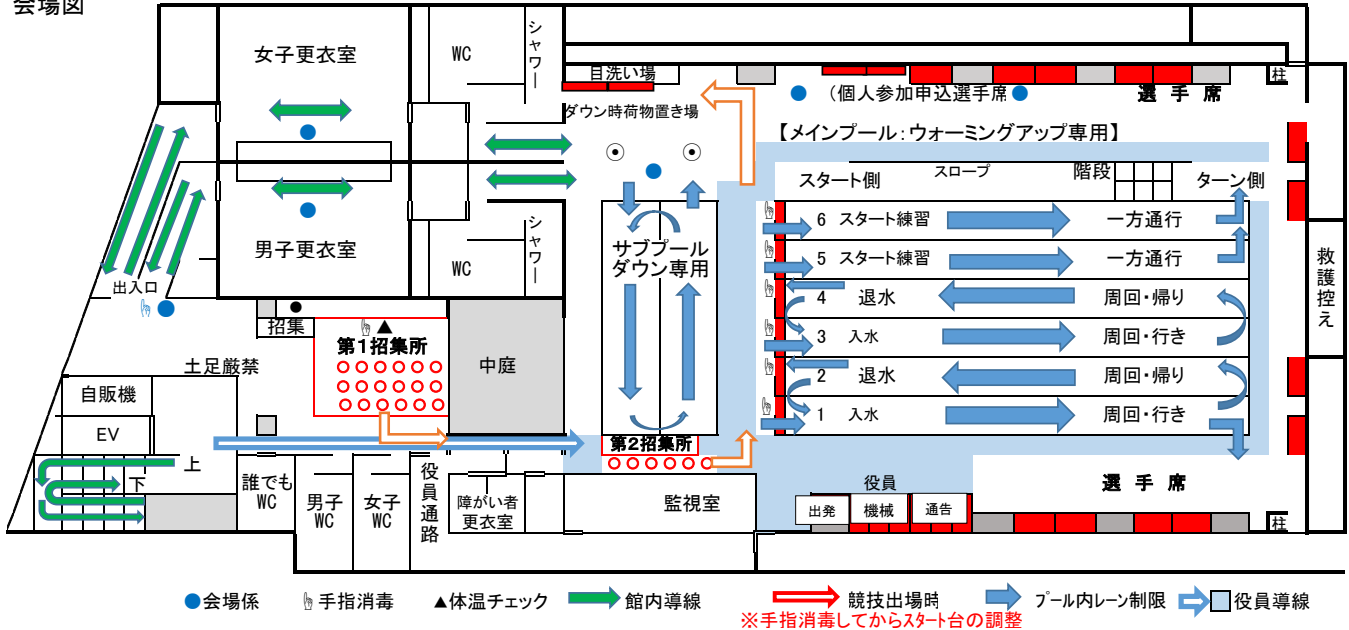 会場図
女子更衣室
WC
シャワー
目洗い場
ダウン時荷物置き場
(個人参加申込選手席
選手席
柱
【メインプール:ウォーミングアップ専用】
スタート側
スロープ
階段
ターン側
6 スタート練習 一方通行
5 スタート練習 一方通行
4 退水 周回・帰り
3 入水 周回・行き
2 退水 周回・帰り
1 入水 周回・行き
救護控え
サブプール
ダウン専用
男子更衣室
WC
シャワー
出入口
招集
第1招集所
中庭
土足厳禁
自販機
EV
上
下
誰でも
WC
男子
WC
女子
WC
役員通路
障がい者
更衣室
第2招集所
監視室
役員
出発
機械
通告
選手席
柱
●会場係
手指消毒
▲体温チェック
館内導線
競技出場時
プール内レーン制限
役員導線
※手指消毒してからスタート台の調整